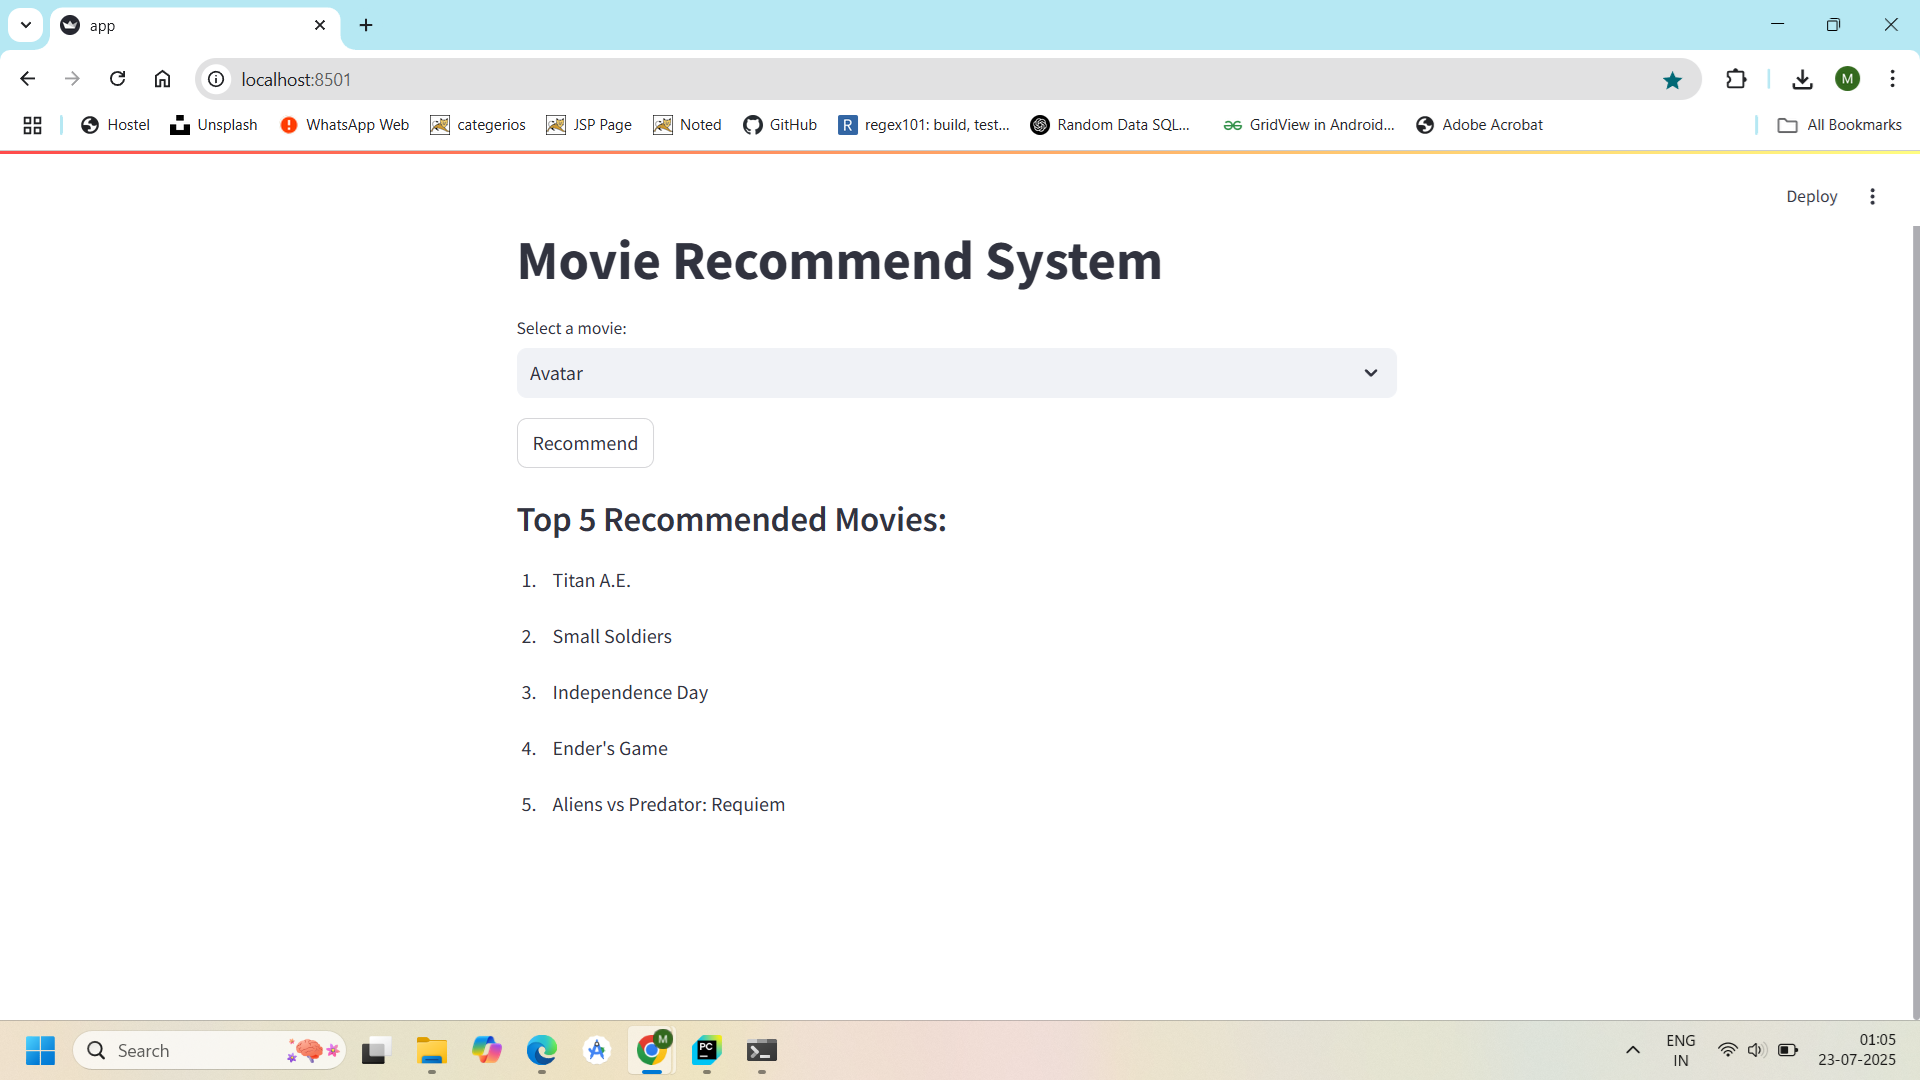 app
localhost:8501
Hostel
Unsplash
WhatsApp Web
categerios
JSP Page
Noted
GitHub
R
regex101: build, test...
Random Data SQL...
GridView in Android...
Adobe Acrobat
All Bookmarks
M
Deploy
Movie Recommend System
Select a movie:
Avatar
Recommend
Top 5 Recommended Movies:
1. Titan A.E.
2. Small Soldiers
3. Independence Day
4. Ender's Game
5. Aliens vs Predator: Requiem
Search
M
PC
ENG
IN
01:05
23-07-2025